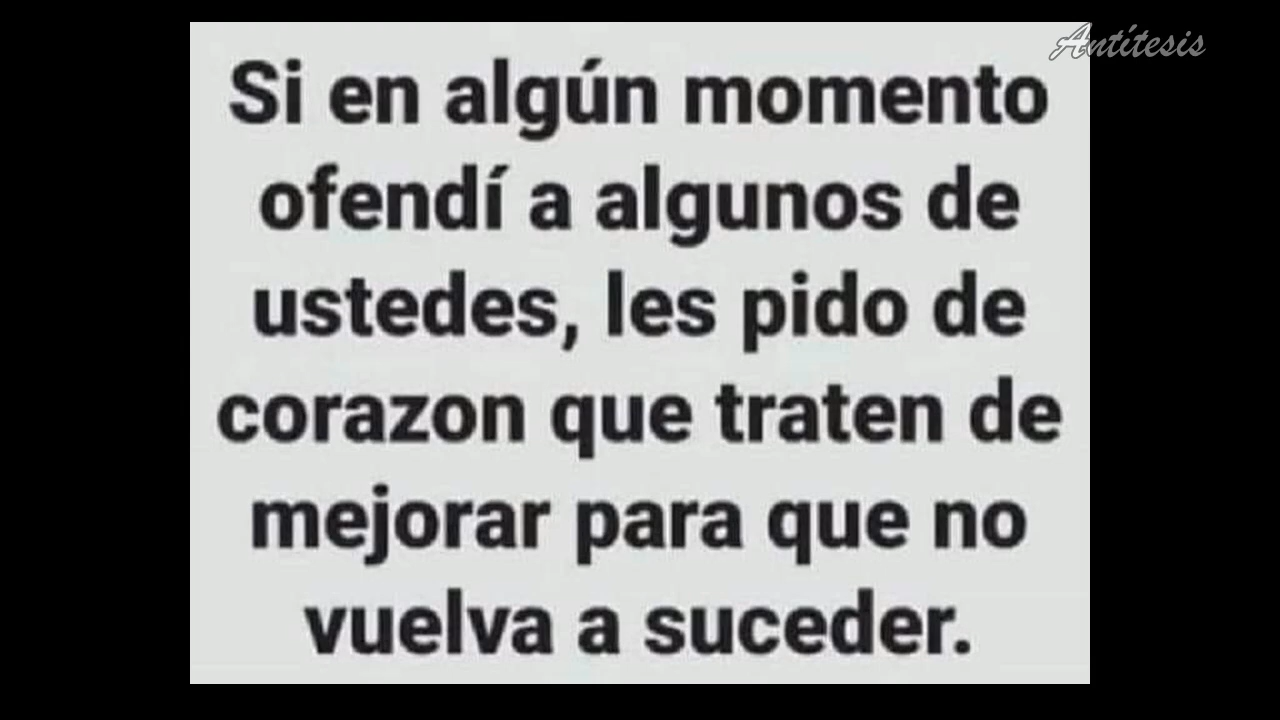 Antítesis
Si en algún momento
ofendí a algunos de
ustedes, les pido de
corazon que traten de
mejorar para que no
vuelva a suceder.